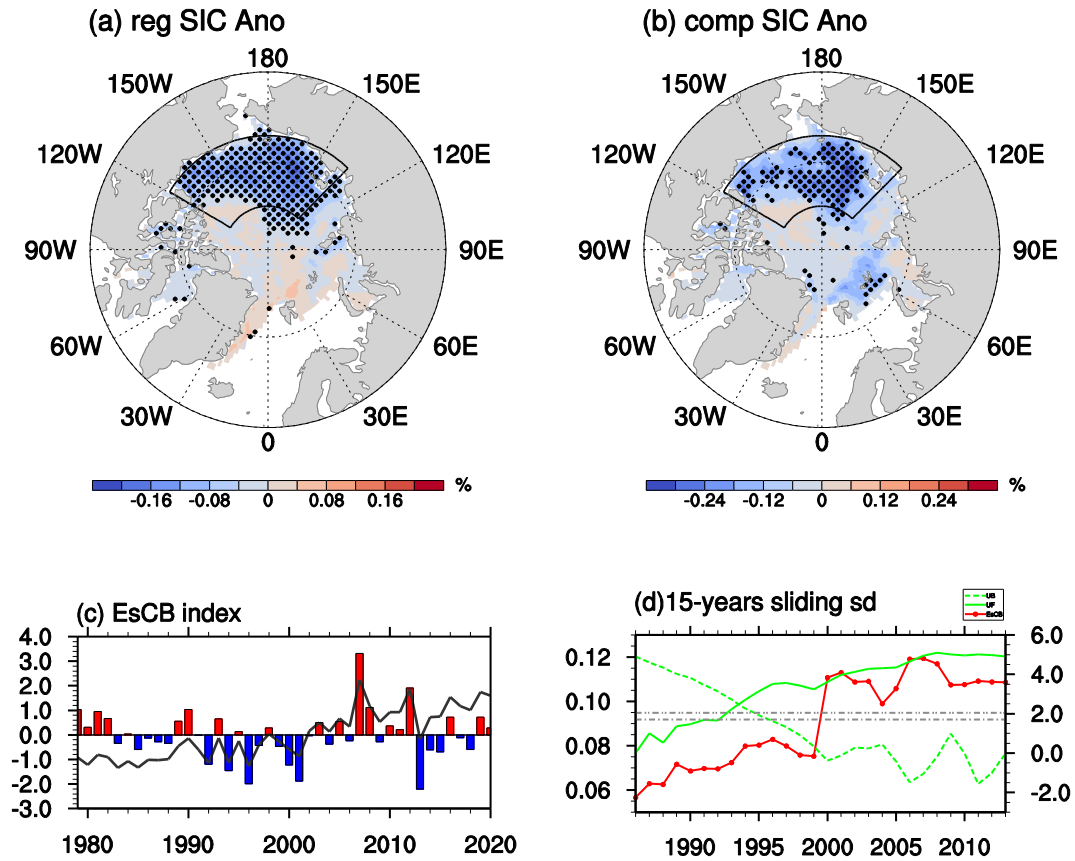 (a) reg SIC Ano
(b) comp SIC Ano
180
180
150W
150E
150W
150E
120W
120E
120W
120E
90W
90E
90W
90E
60W
60E
60W
60E
30W
30E
30W
30E
0
0
%
-0.16 -0.08 0 0.08 0.16
%
-0.24 -0.12 0 0.12 0.24
(c) EsCB index
4.0
3.0
2.0
1.0
0.0
-1.0
-2.0
-3.0
1980 1990 2000 2010 2020
(d)15-years sliding sd
UB
UF
EsCB
0.12
0.10
0.08
0.06
6.0
4.0
2.0
0.0
-2.0
1990 1995 2000 2005 2010